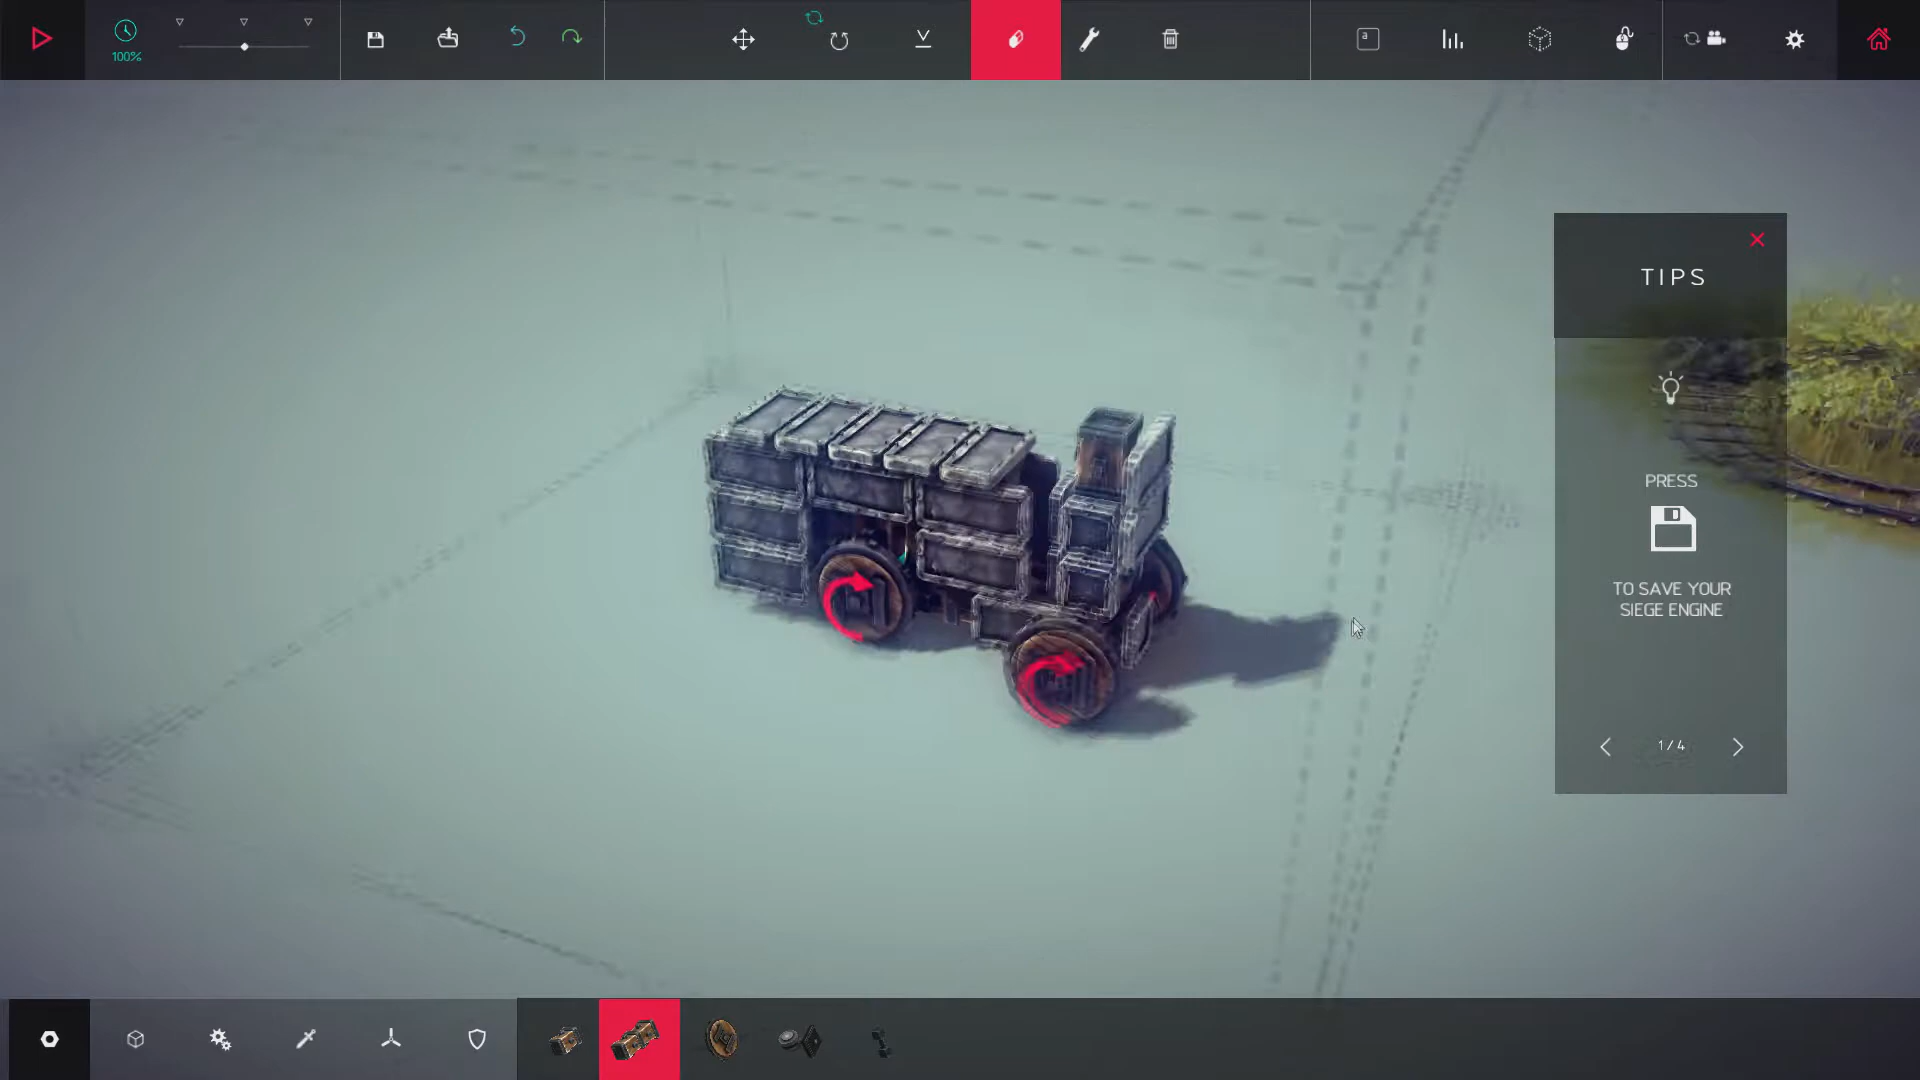 100%
a
TIPS
PRESS
TO SAVE YOUR
SIEGE ENGINE
1/4